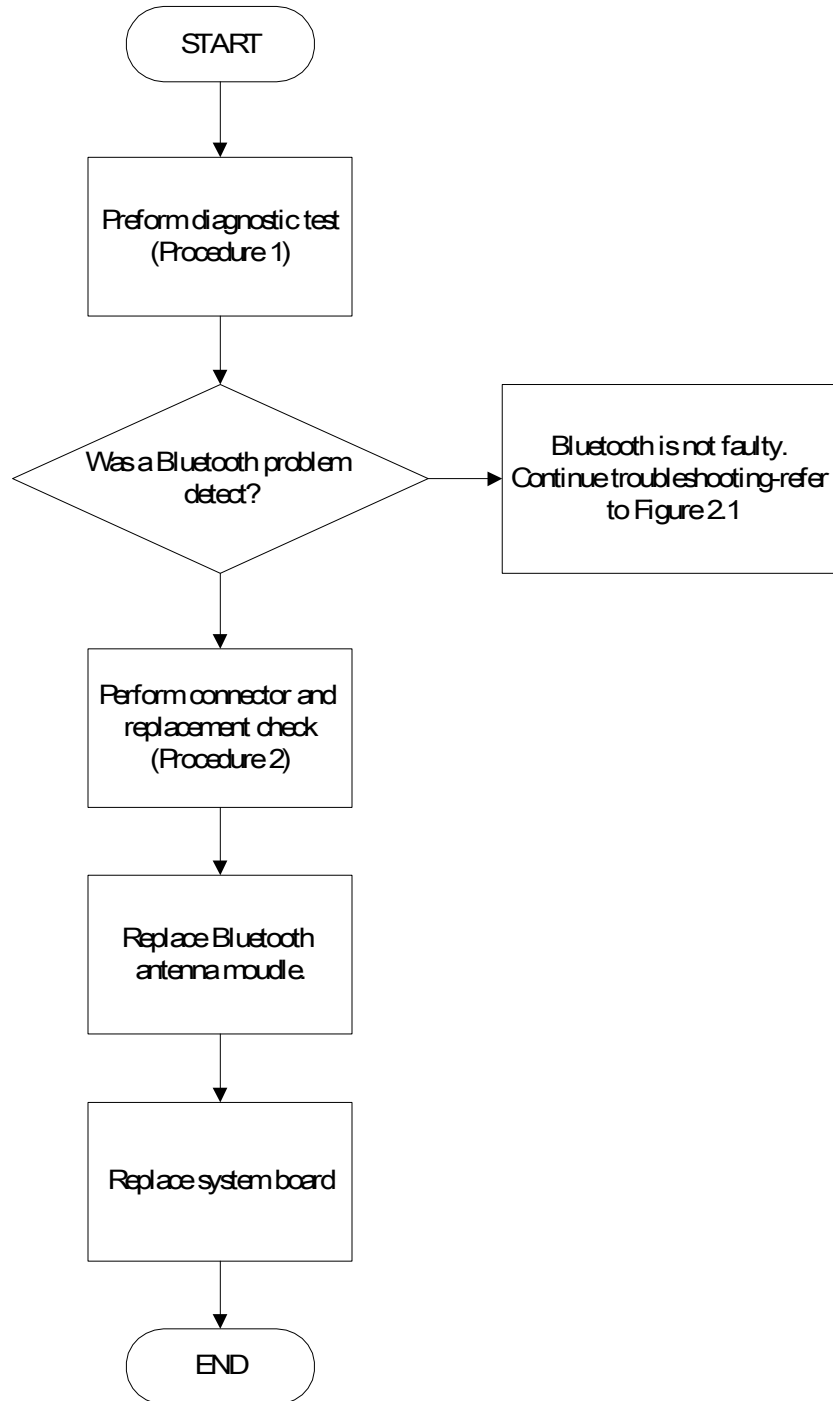 START
Preform diagnostic test
(Procedure 1)
Was a Bluetooth problem
detect?
Bluetooth is not faulty.
Continue troubleshooting-refer
to Figure 2.1
Perform connector and
replacement check
(Procedure 2)
Replace Bluetooth
antenna moudle.
Replace system board
END